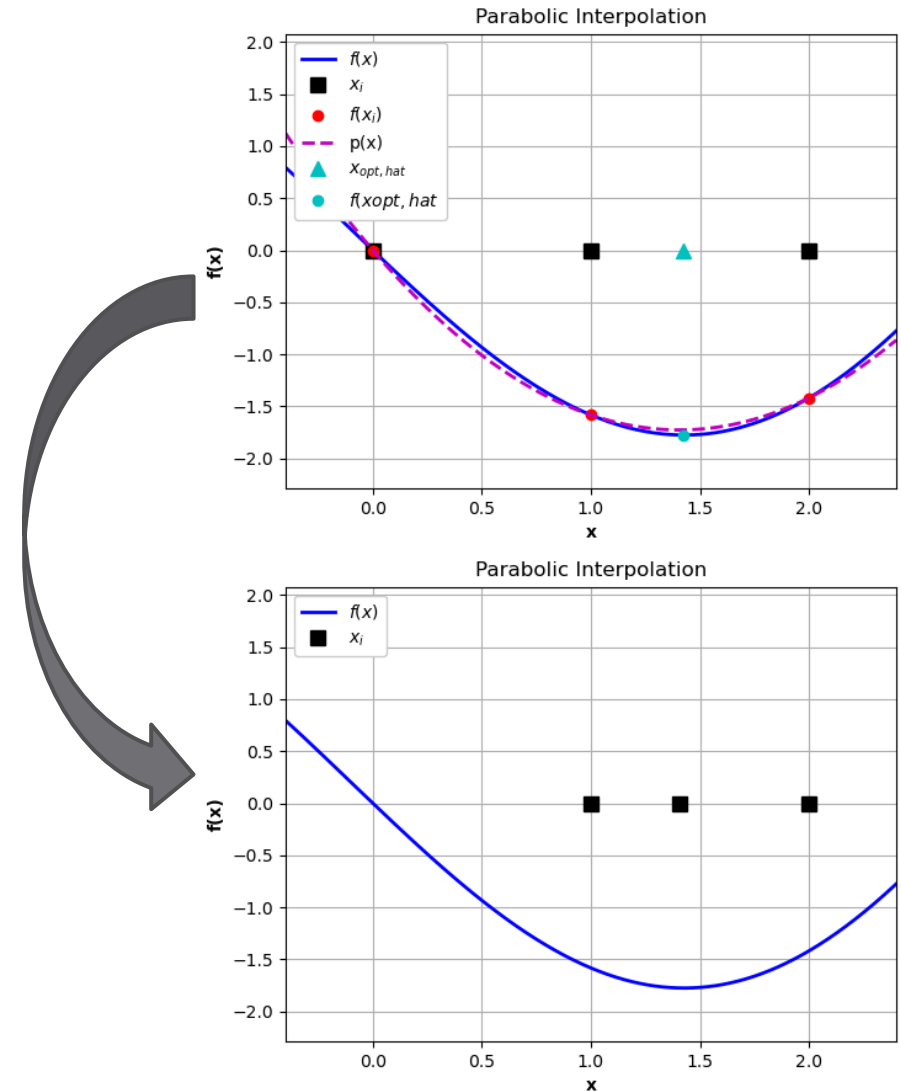 Parabolic Interpolation
2.0
1.5
1.0
0.5
0.0
−0.5
−1.0
−1.5
−2.0
f(x)
f(x)
x_i
f(x_i)
p(x)
x_{opt,hat}
f(xopt,hat
0.0 0.5 1.0 1.5 2.0
x
Parabolic Interpolation
2.0
1.5
1.0
0.5
0.0
−0.5
−1.0
−1.5
−2.0
f(x)
f(x)
x_i
0.0 0.5 1.0 1.5 2.0
x